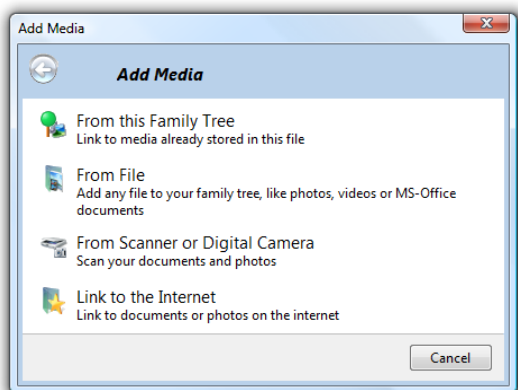 Add Media
Add Media
From this Family Tree
Link to media already stored in this file
From File
Add any file to your family tree, like photos, videos or MS-Office
documents
From Scanner or Digital Camera
Scan your documents and photos
Link to the Internet
Link to documents or photos on the internet
Cancel